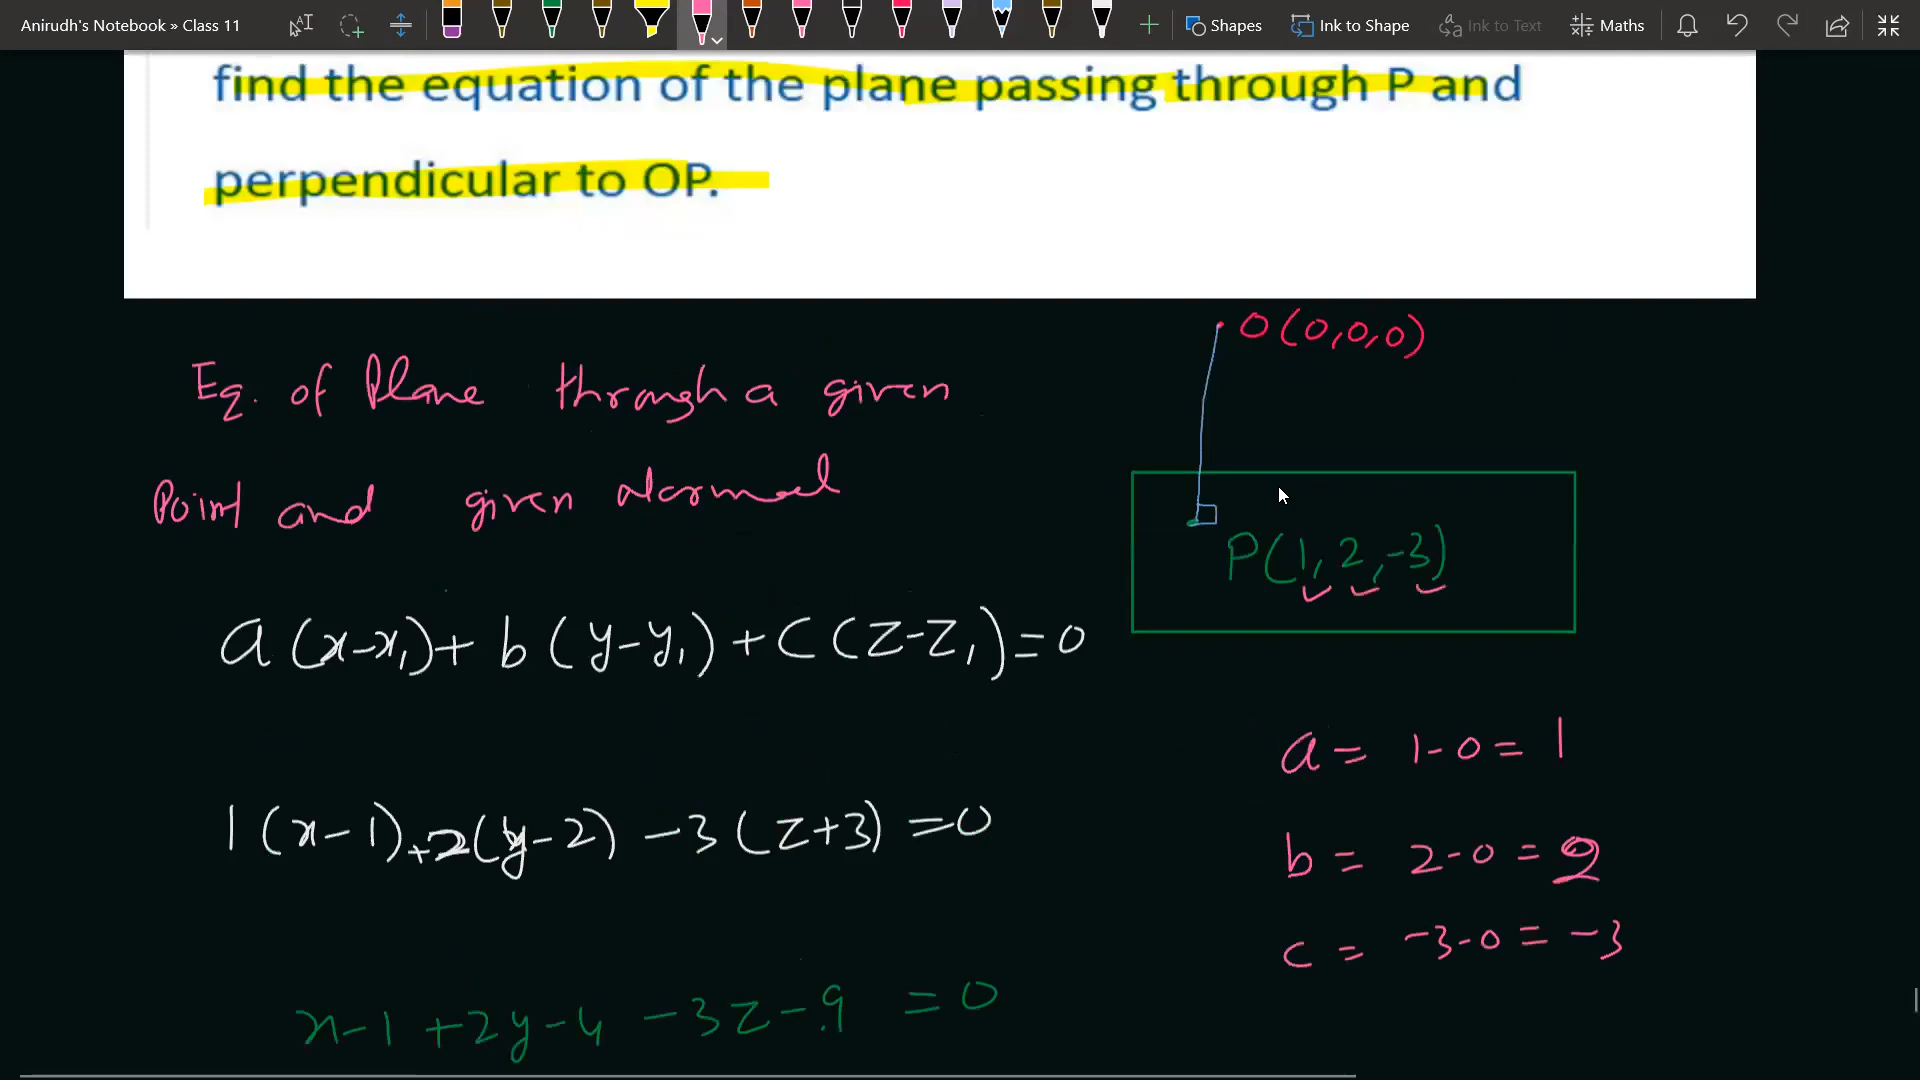 Anirudh's Notebook » Class 11
Shapes
Ink to Shape
Ink to Text
Maths
find the equation of the plane passing through P and
perpendicular to OP.
O(0,0,0)
Eq. of Plane through a given
Point and given Normal
P(1,2,-3)
a(x-x₁)+b(y-y₁)+c(z-z₁)=0
a = 1-0 = 1
1(x-1)+2(y-2)-3(z+3)=0
b = 2-0 = 2
c = -3-0 = -3
x-1+2y-4-3z-9=0